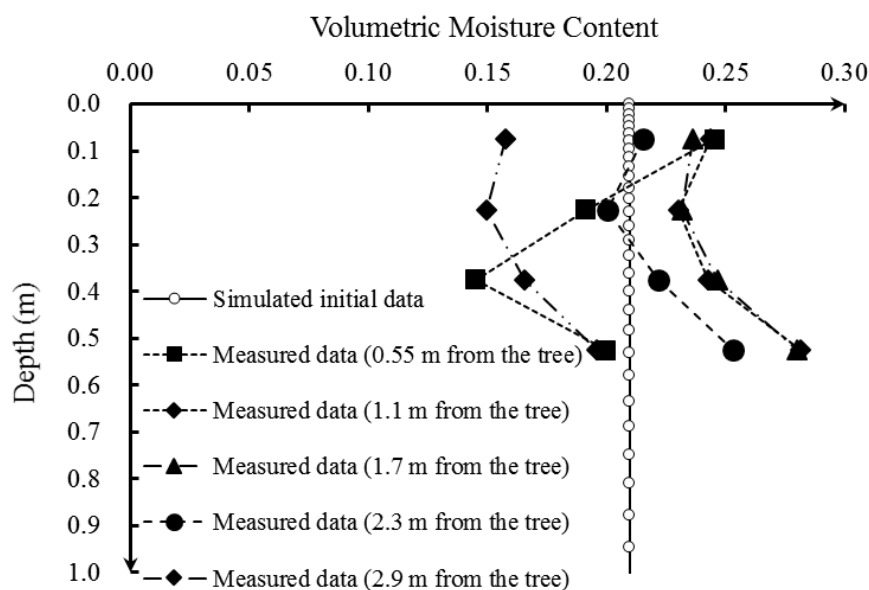 Volumetric Moisture Content
0.00 0.05 0.10 0.15 0.20 0.25 0.30
0.0
0.1
0.2
0.3
0.4
0.5
0.6
0.7
0.8
0.9
1.0
Depth (m)
Simulated initial data
Measured data (0.55 m from the tree)
Measured data (1.1 m from the tree)
Measured data (1.7 m from the tree)
Measured data (2.3 m from the tree)
Measured data (2.9 m from the tree)